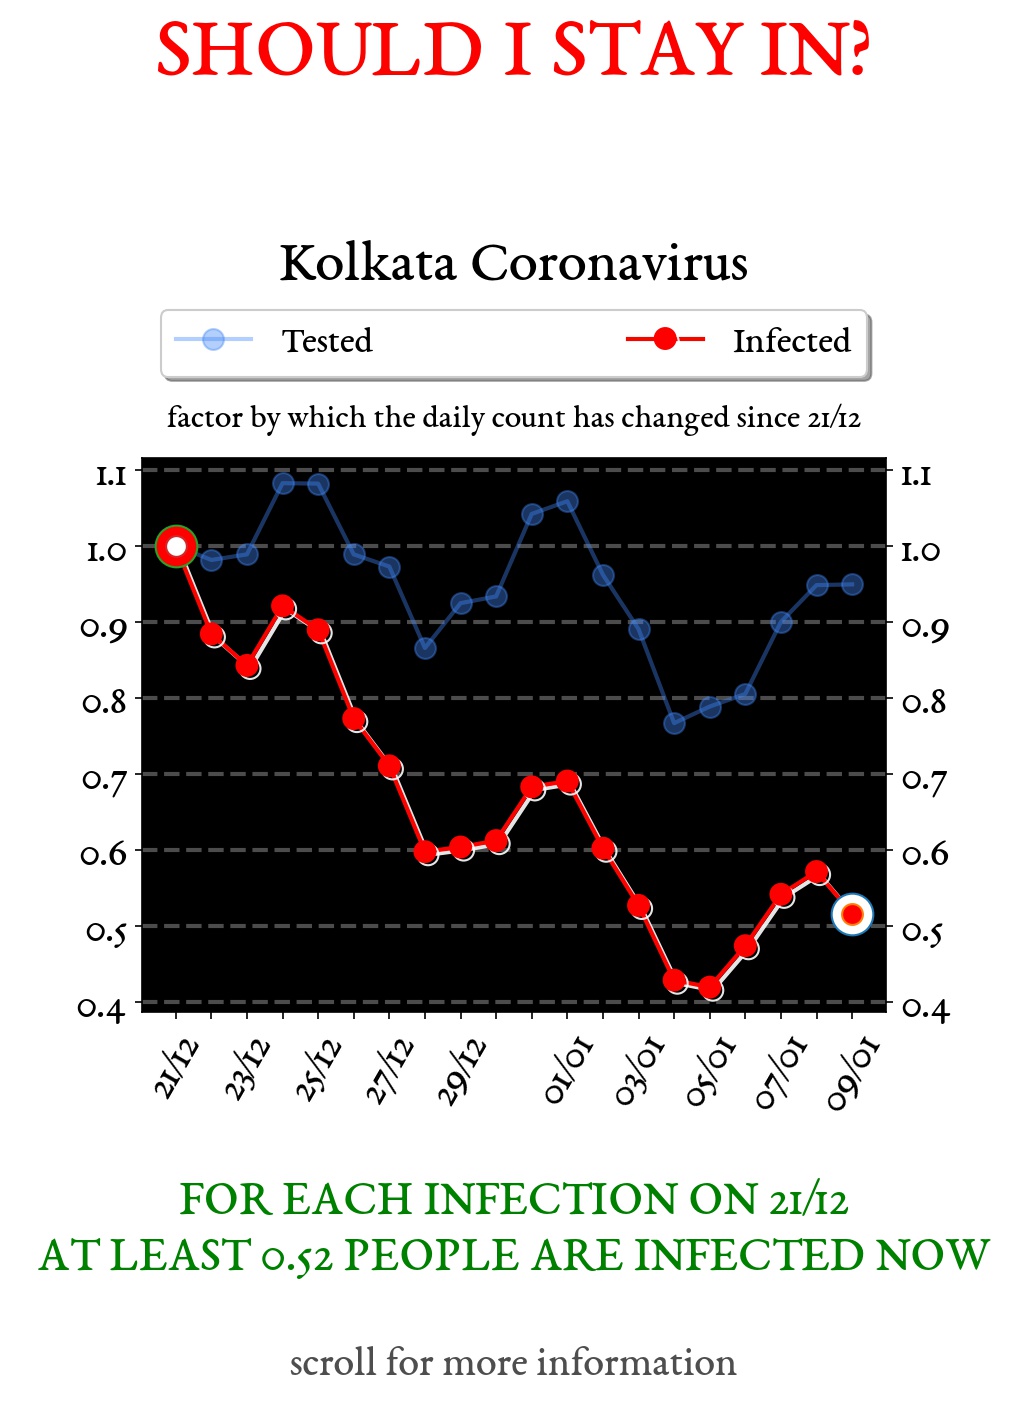 SHOULD I STAY IN?
Kolkata Coronavirus
Tested Infected
factor by which the daily count has changed since 21/12
1.1 1.1
1.0 1.0
0.9 0.9
0.8 0.8
0.7 0.7
0.6 0.6
0.5 0.5
0.4 0.4
21/12 23/12 25/12 27/12 29/12 01/01 03/01 05/01 07/01 09/01
FOR EACH INFECTION ON 21/12
AT LEAST 0.52 PEOPLE ARE INFECTED NOW
scroll for more information